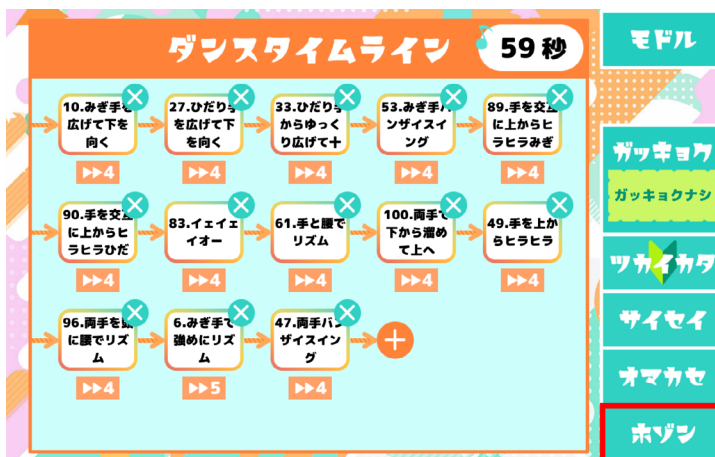 ダンスタイムライン
59 秒
モドル
10.みぎ手を
広げて下を
向く
▶▶4
27.ひだり手
を広げて下
を向く
▶▶4
33.ひだり手
からゆっく
り広げて十
▶▶4
53.みぎ手バ
ンザイスイ
ング
▶▶4
89.手を交互
に上からヒ
ラヒラみぎ
▶▶4
ガッキョク
ガッキョクナシ
90.手を交互
に上からヒ
ラヒラひだ
▶▶4
83.イェイェ
イオー
▶▶4
61.手と腰で
リズム
▶▶4
100.両手で
下から溜め
て上へ
▶▶4
49.手を上か
らヒラヒラ
▶▶4
ツカイカタ
サイセイ
96.両手を頭
に腰でリズ
ム
▶▶4
6.みぎ手で
強めにリズ
ム
▶▶5
47.両手バン
ザイスイン
グ
▶▶4
オマカセ
ホゾン